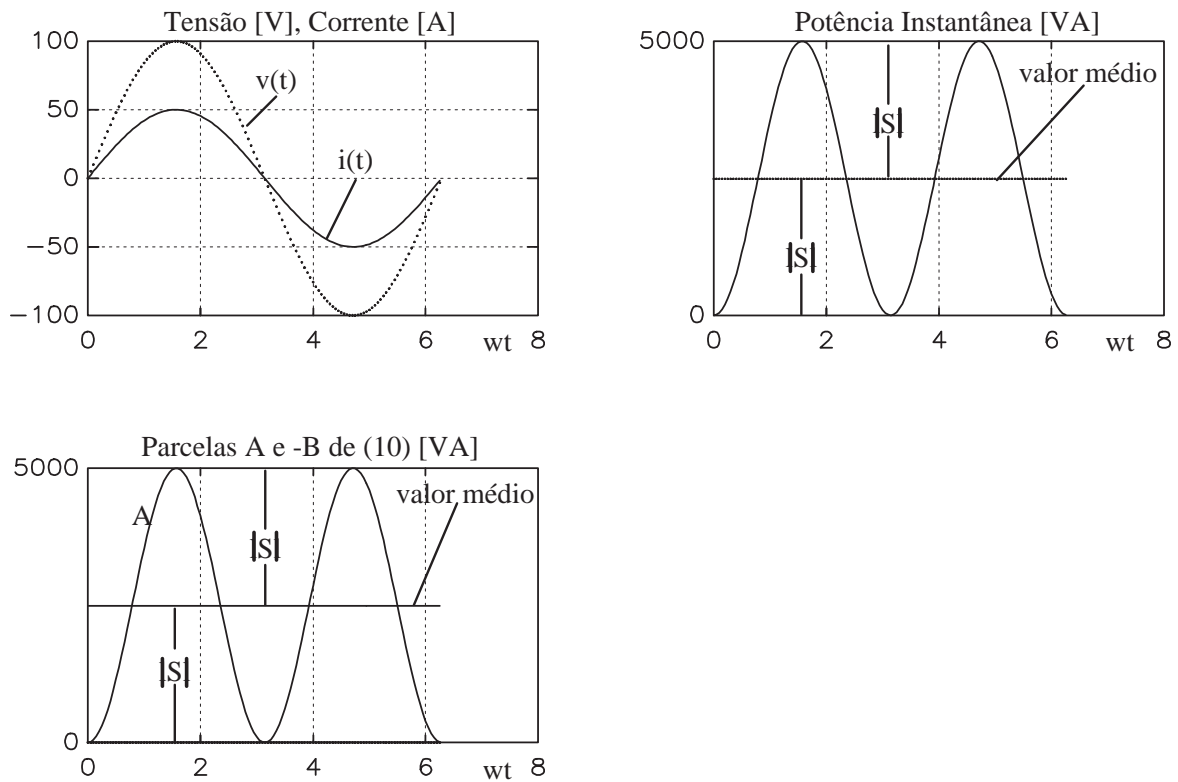 Tensão [V], Corrente [A]
100
50
0
−50
−100
v(t)
i(t)
0 2 4 6 wt 8
Potência Instantânea [VA]
5000
0
valor médio
|S|
|S|
0 2 4 6 wt 8
Parcelas A e -B de (10) [VA]
5000
0
A
valor médio
|S|
|S|
0 2 4 6 wt 8